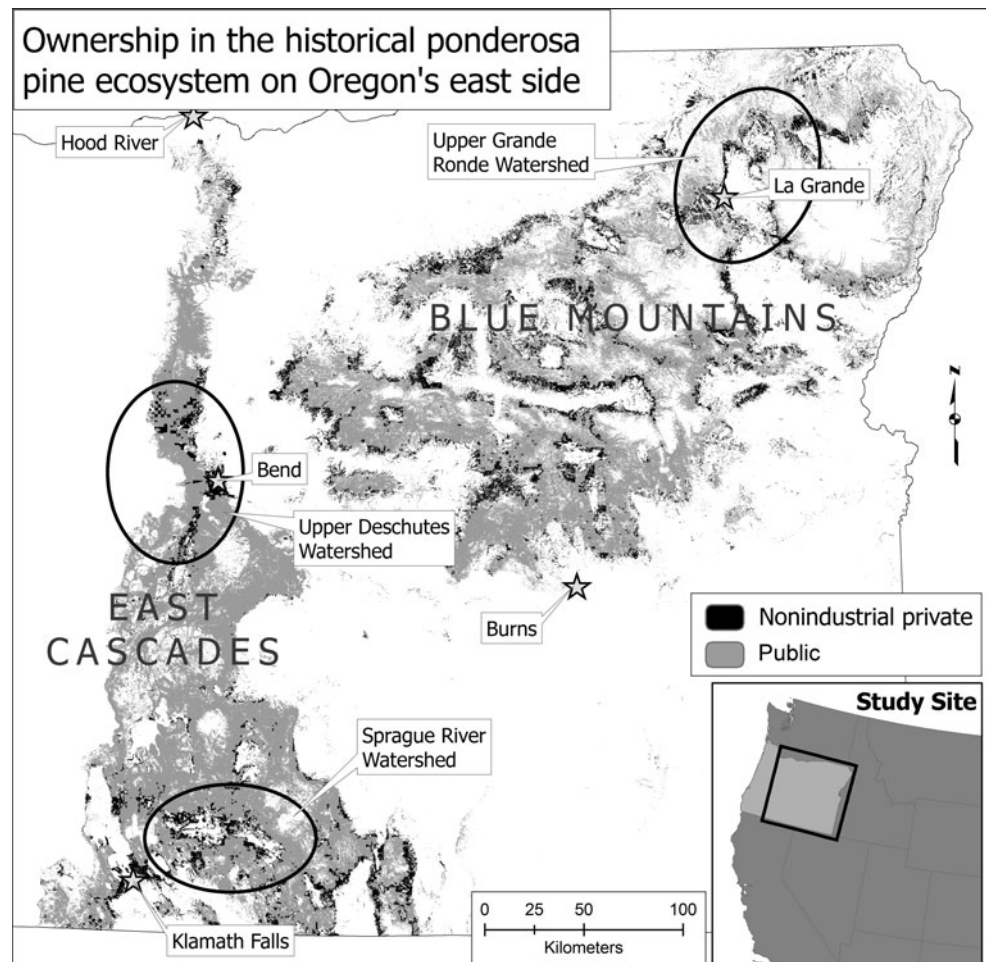 Ownership in the historical ponderosa
pine ecosystem on Oregon's east side
Hood River
Upper Grande
Ronde Watershed
La Grande
BLUE MOUNTAINS
N
Bend
Upper Deschutes
Watershed
EAST
CASCADES
Burns
Nonindustrial private
Public
Study Site
Sprague River
Watershed
Klamath Falls
0 25 50 100
Kilometers